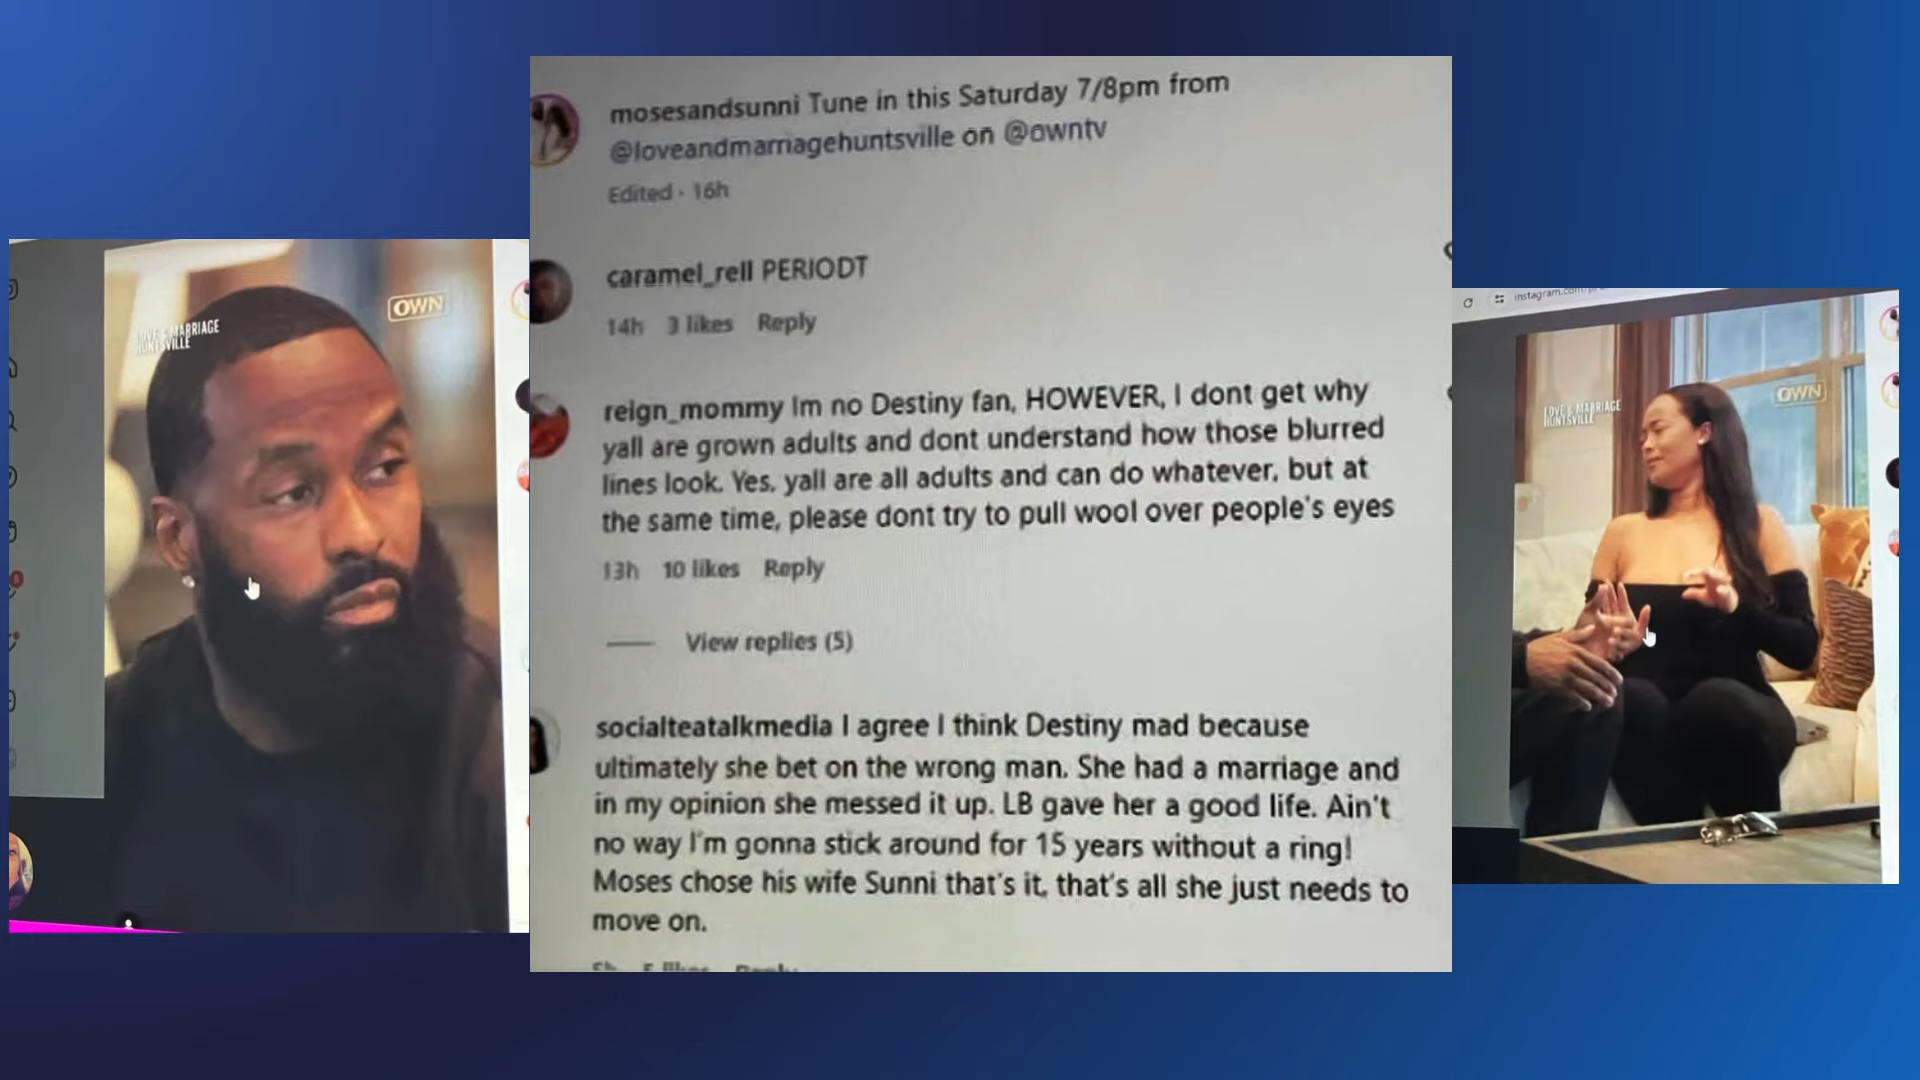 mosesandsunni Tune in this Saturday 7/8pm from
@loveandmarriagehuntsville on @owntv
Edited · 16h
caramel_rell PERIODT
14h 3 likes Reply
reign_mommy Im no Destiny fan, HOWEVER, I dont get why
yall are grown adults and dont understand how those blurred
lines look. Yes, yall are all adults and can do whatever, but at
the same time, please dont try to pull wool over people's eyes
13h 10 likes Reply
View replies (5)
socialteatalkmedia I agree I think Destiny mad because
ultimately she bet on the wrong man. She had a marriage and
in my opinion she messed it up. LB gave her a good life. Ain't
no way I'm gonna stick around for 15 years without a ring!
Moses chose his wife Sunni that's it, that's all she just needs to
move on.
5h 5 likes Reply
OWN
LOVE & MARRIAGE
HUNTSVILLE
instagram.com
OWN
LOVE & MARRIAGE
HUNTSVILLE